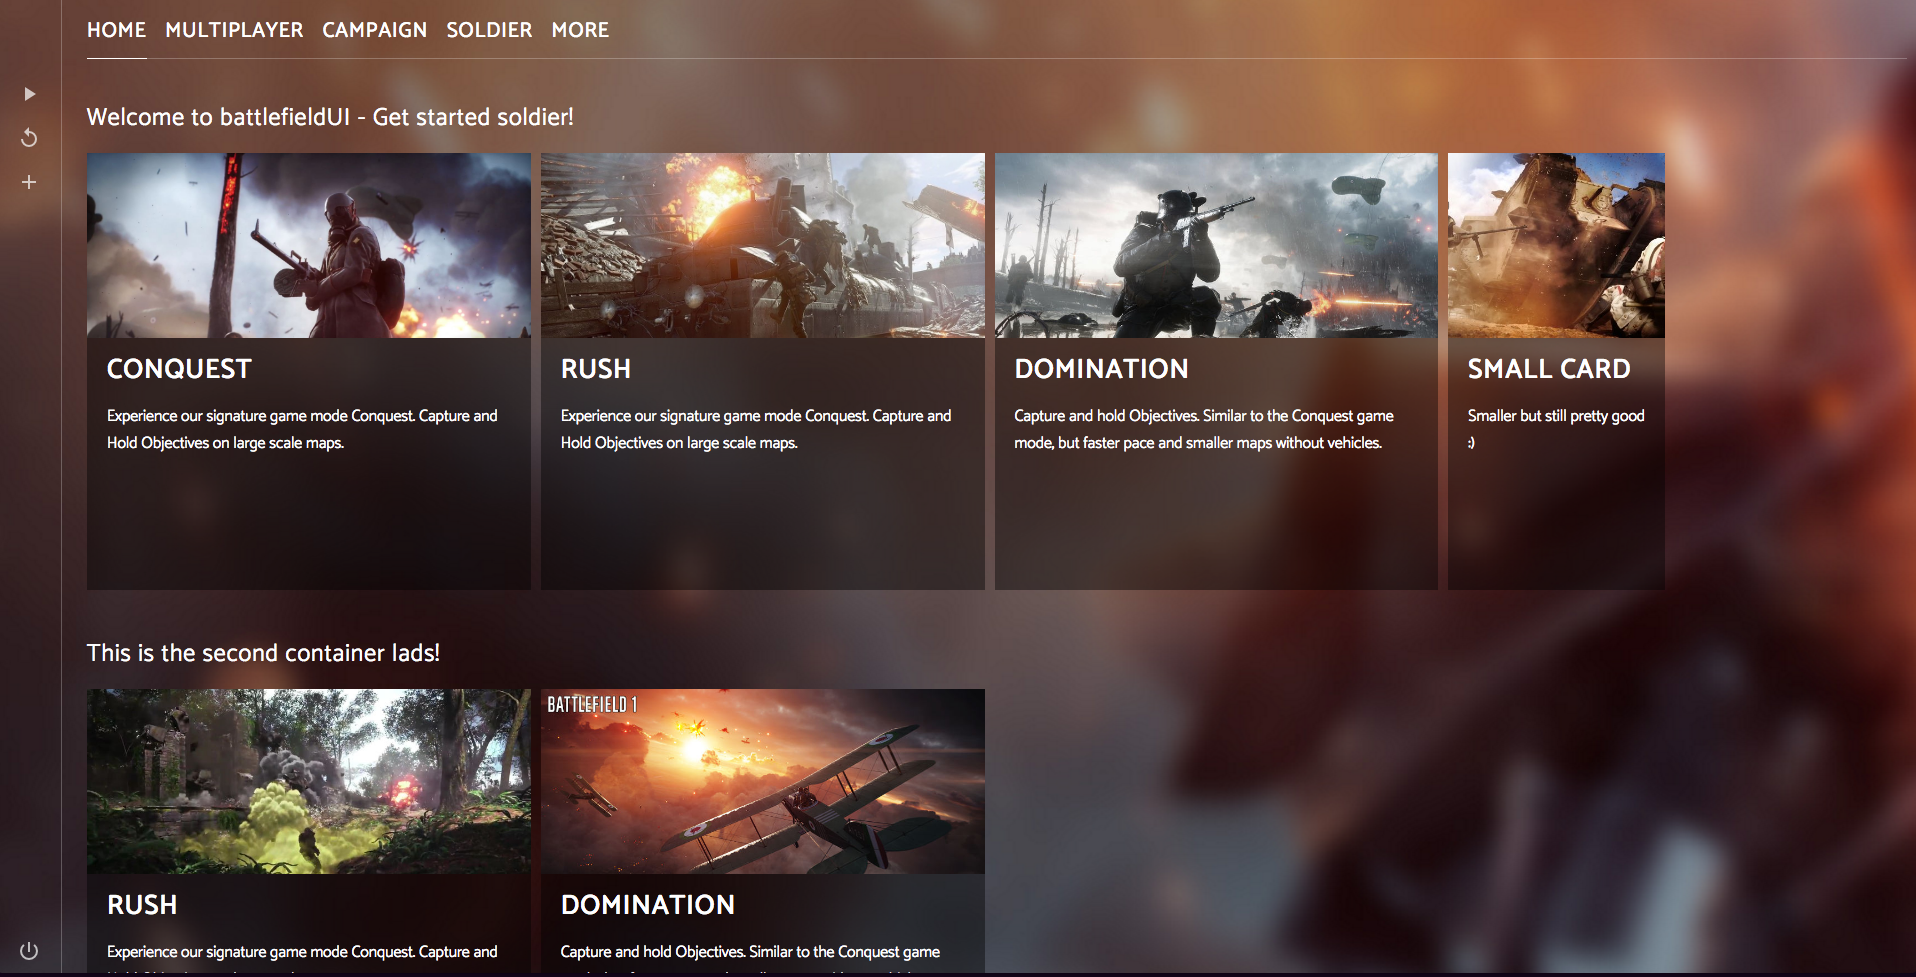 HOME MULTIPLAYER CAMPAIGN SOLDIER MORE
Welcome to battlefieldUI - Get started soldier!
CONQUEST
Experience our signature game mode Conquest. Capture and
Hold Objectives on large scale maps.
RUSH
Experience our signature game mode Conquest. Capture and
Hold Objectives on large scale maps.
DOMINATION
Capture and hold Objectives. Similar to the Conquest game
mode, but faster pace and smaller maps without vehicles.
SMALL CARD
Smaller but still pretty good
:)
This is the second container lads!
RUSH
Experience our signature game mode Conquest. Capture and
BATTLEFIELD 1
DOMINATION
Capture and hold Objectives. Similar to the Conquest game